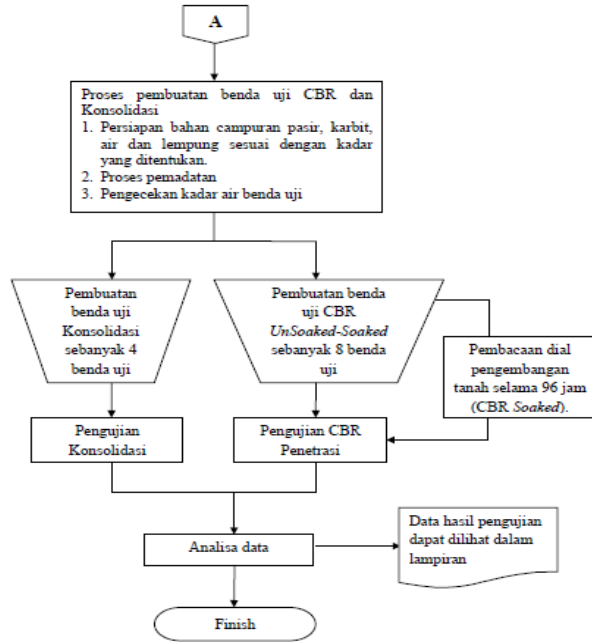 A
Proses pembuatan benda uji CBR dan
Konsolidasi
1. Persiapan bahan campuran pasir, karbit,
air dan lempung sesuai dengan kadar
yang ditentukan.
2. Proses pemadatan
3. Pengecekan kadar air benda uji
Pembuatan
benda uji
Konsolidasi
sebanyak 4
benda uji
Pembuatan benda
uji CBR
UnSoaked-Soaked
sebanyak 8 benda
uji
Pembacaan dial
pengembangan
tanah selama 96 jam
(CBR Soaked).
Pengujian
Konsolidasi
Pengujian CBR
Penetrasi
Analisa data
Data hasil pengujian
dapat dilihat dalam
lampiran
Finish